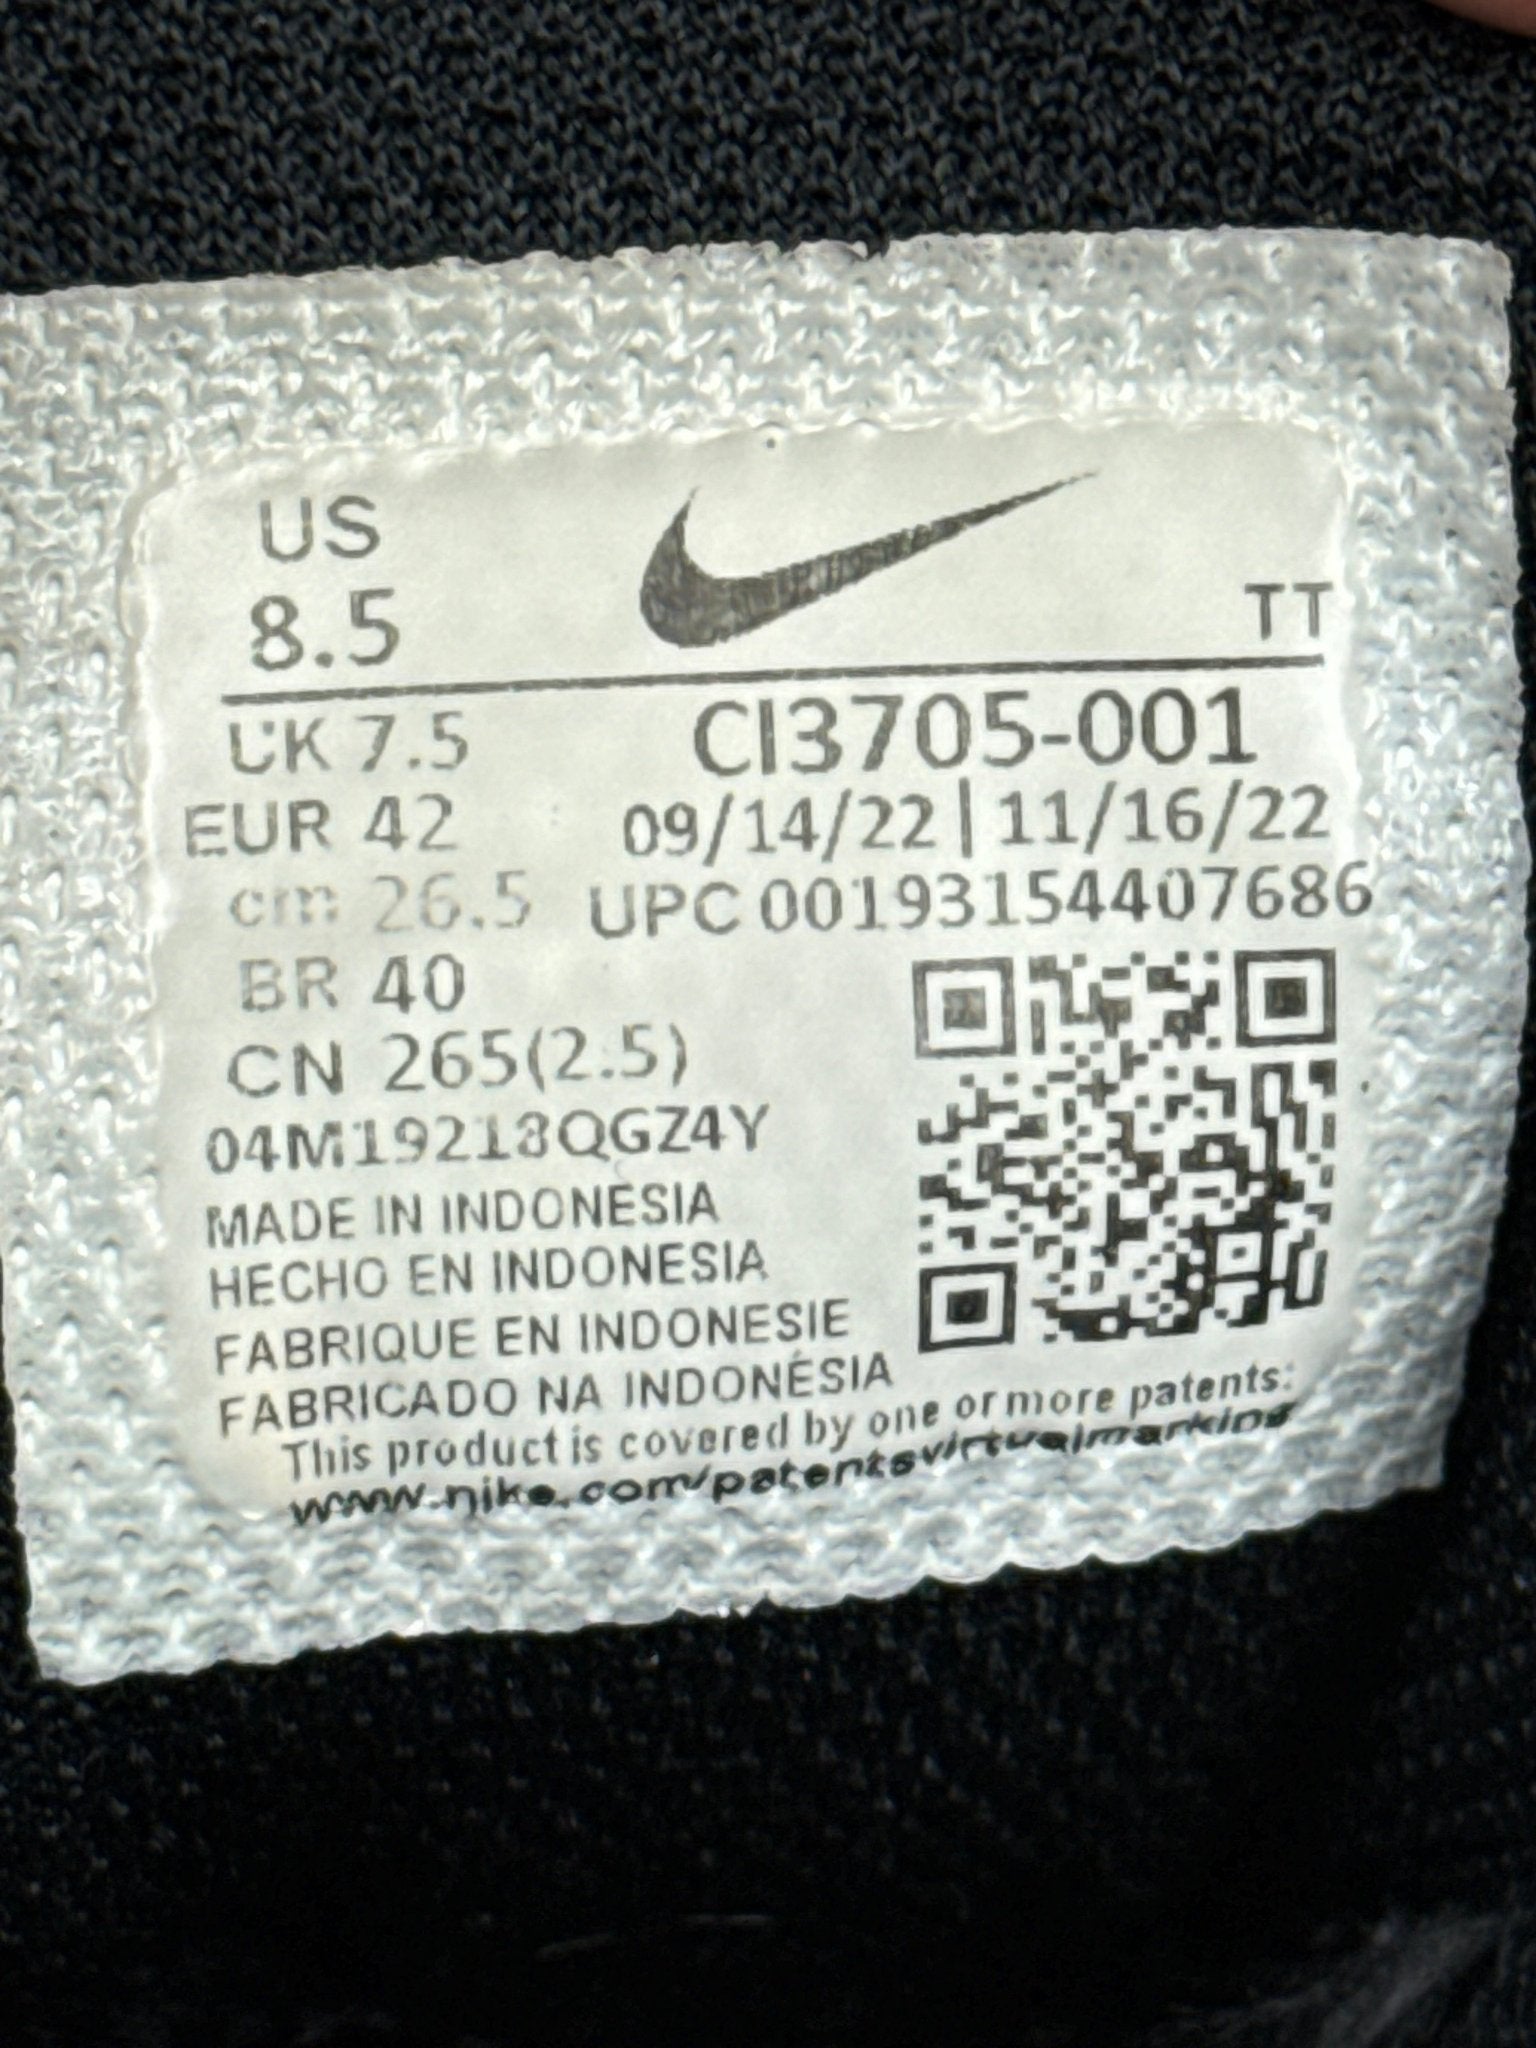 US
8.5
TT
UK 7.5
CI3705-001
EUR 42
09/14/22 | 11/16/22
cm 26.5
UPC 00193154407686
BR 40
CN 265(2.5)
04M19218QGZ4Y
MADE IN INDONESIA
HECHO EN INDONESIA
FABRIQUE EN INDONESIE
FABRICADO NA INDONÉSIA
This product is covered by one or more patents:
www.nike.com/patentsvirtualmarking